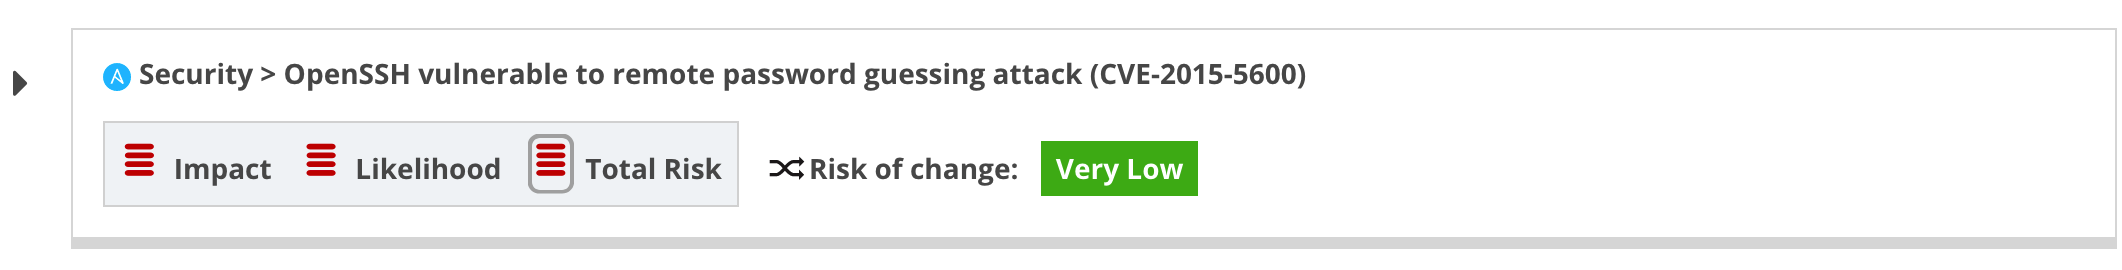 Security > OpenSSH vulnerable to remote password guessing attack (CVE-2015-5600)
Impact Likelihood Total Risk Risk of change: Very Low